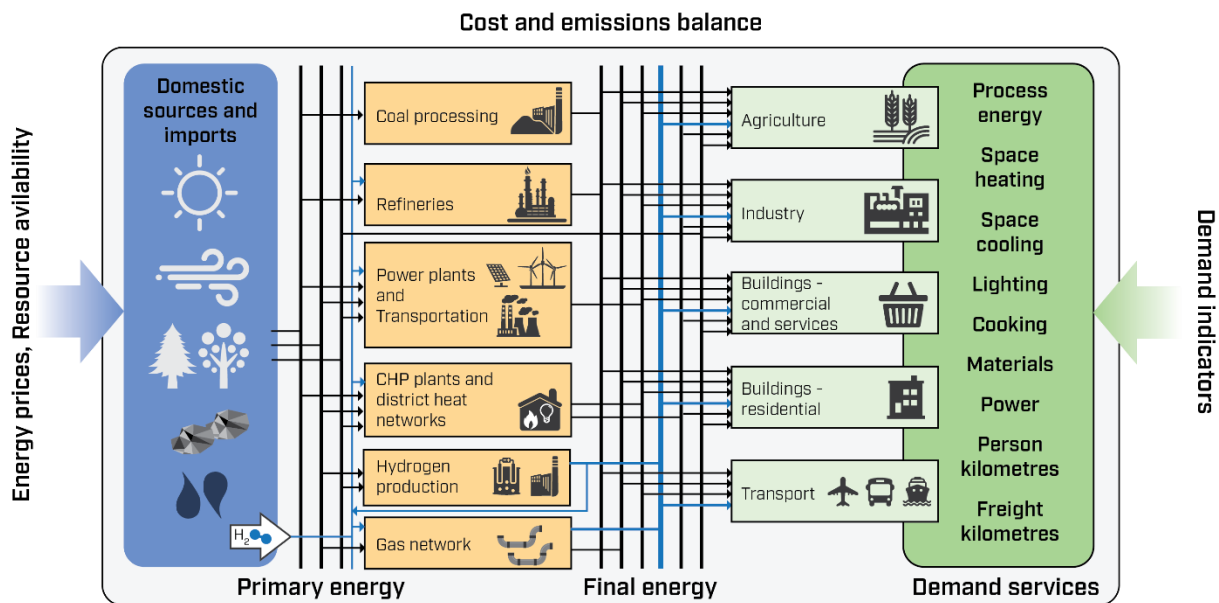 Cost and emissions balance
Energy prices, Resource avilability
Domestic
sources and
imports
H2
Primary energy
Coal processing
Refineries
Power plants
and
Transportation
CHP plants and
district heat
networks
Hydrogen
production
Gas network
Final energy
Agriculture
Industry
Buildings -
commercial
and services
Buildings -
residential
Transport
Process
energy
Space
heating
Space
cooling
Lighting
Cooking
Materials
Power
Person
kilometres
Freight
kilometres
Demand services
Demand indicators